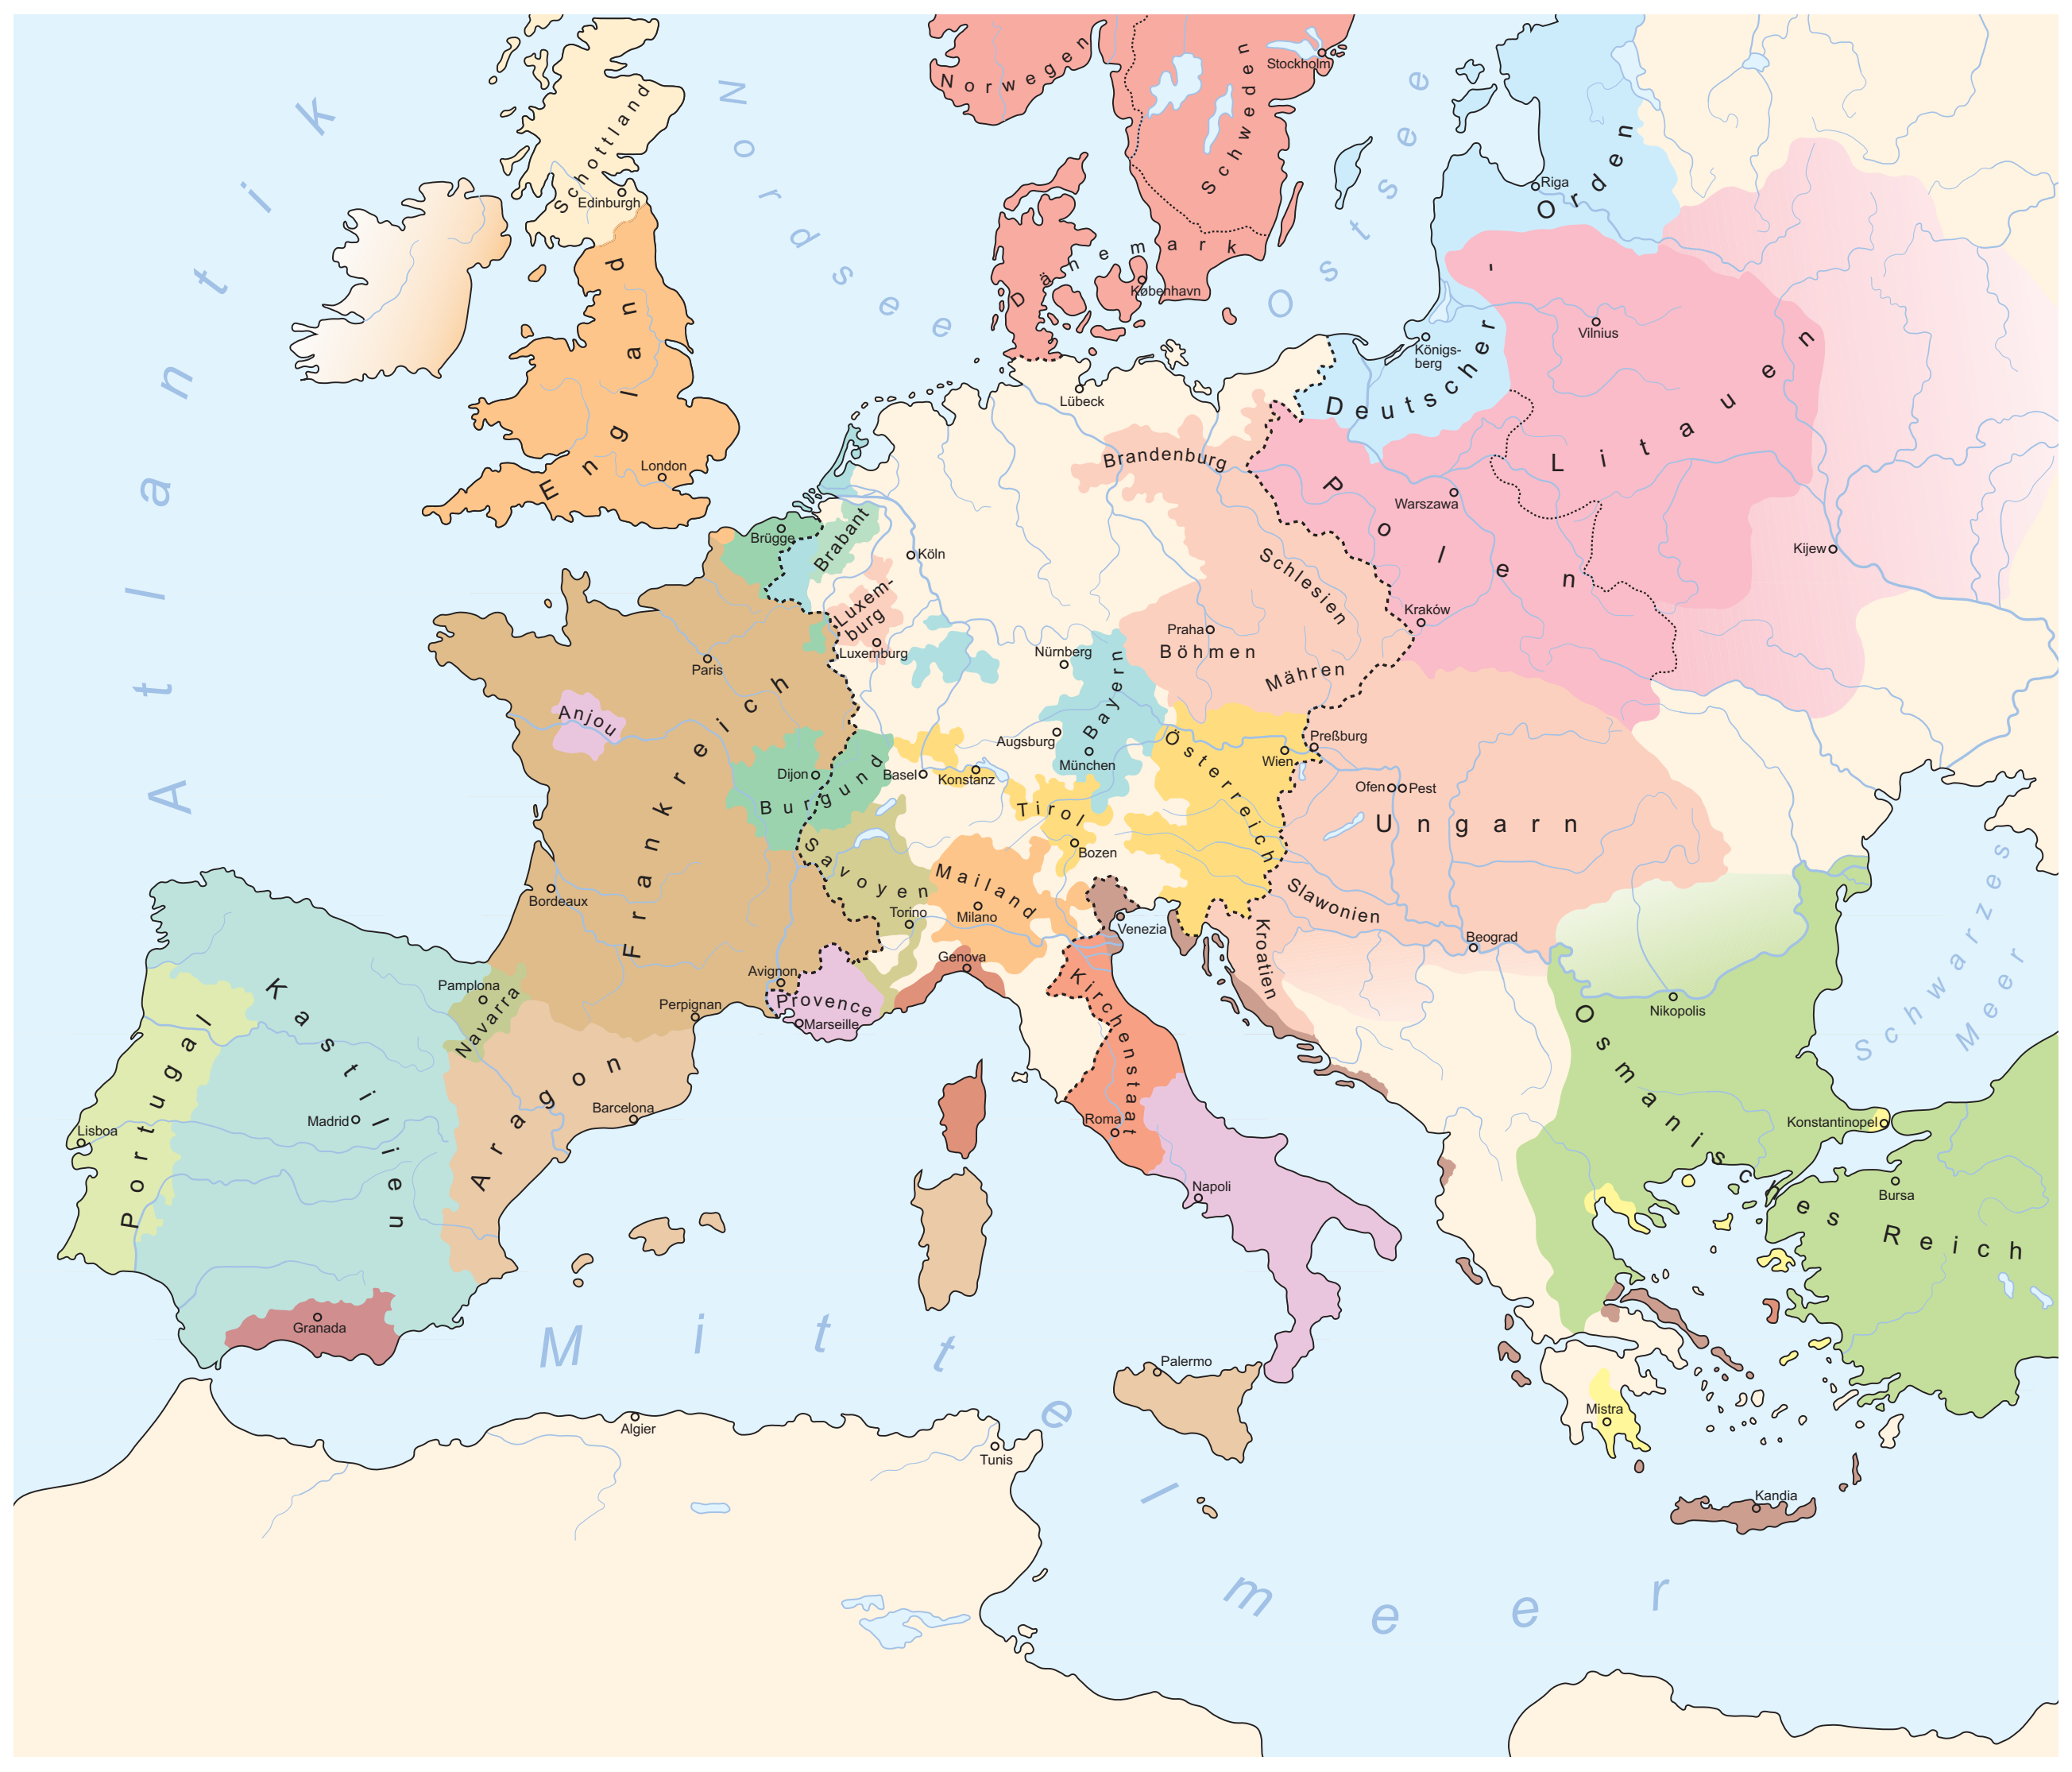 Atlantik
Nordsee
Ostsee
Norwegen
Schweden
Stockholm
Schottland
Edinburgh
Dänemark
København
Riga
Deutscher
-
Orden
Königs-
berg
Vilnius
Litauen
England
London
Lübeck
Brandenburg
Polen
Warszawa
Kijew
Brügge
Brabant
Köln
Schlesien
Luxem-
burg
Luxemburg
Kraków
Praha
Böhmen
Mähren
Nürnberg
Paris
Frankreich
Anjou
Bayern
Augsburg
München
Österreich
Wien
Preßburg
Dijon
Burgund
Basel
Konstanz
Tirol
Bozen
Ofen
Pest
Ungarn
Savoyen
Mailand
Milano
Torino
Venezia
Slawonien
Kroatien
Beograd
Bordeaux
Genova
Kirchenstaat
Avignon
Provence
Marseille
Perpignan
Pamplona
Navarra
Kastilien
Portugal
Aragon
Madrid
Lisboa
Barcelona
Roma
Napoli
Nikopolis
Schwarzes
Meer
Osmanisches Reich
Konstantinopel
Bursa
Granada
Mittelmeer
Palermo
Algier
Tunis
Mistra
Kandia